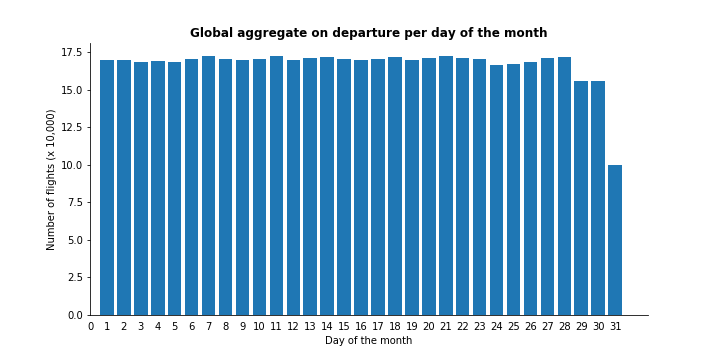 Global aggregate on departure per day of the month
Number of flights (x 10,000)
17.5
15.0
12.5
10.0
7.5
5.0
2.5
0.0
0 1 2 3 4 5 6 7 8 9 10 11 12 13 14 15 16 17 18 19 20 21 22 23 24 25 26 27 28 29 30 31
Day of the month